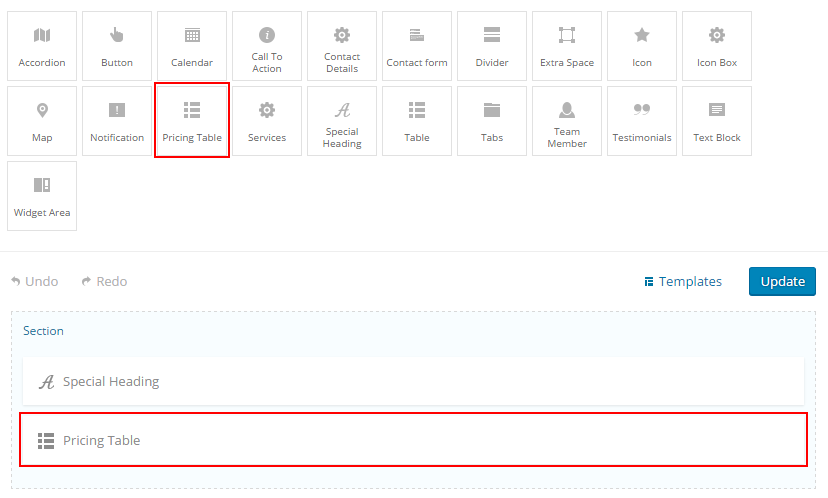 Accordion
Button
Calendar
Call To
Action
Contact
Details
Contact form
Divider
Extra Space
Icon
Icon Box
Map
Notification
Pricing Table
Services
Special
Heading
Table
Tabs
Team
Member
Testimonials
Text Block
Widget Area
Undo
Redo
Templates
Update
Section
Special Heading
Pricing Table